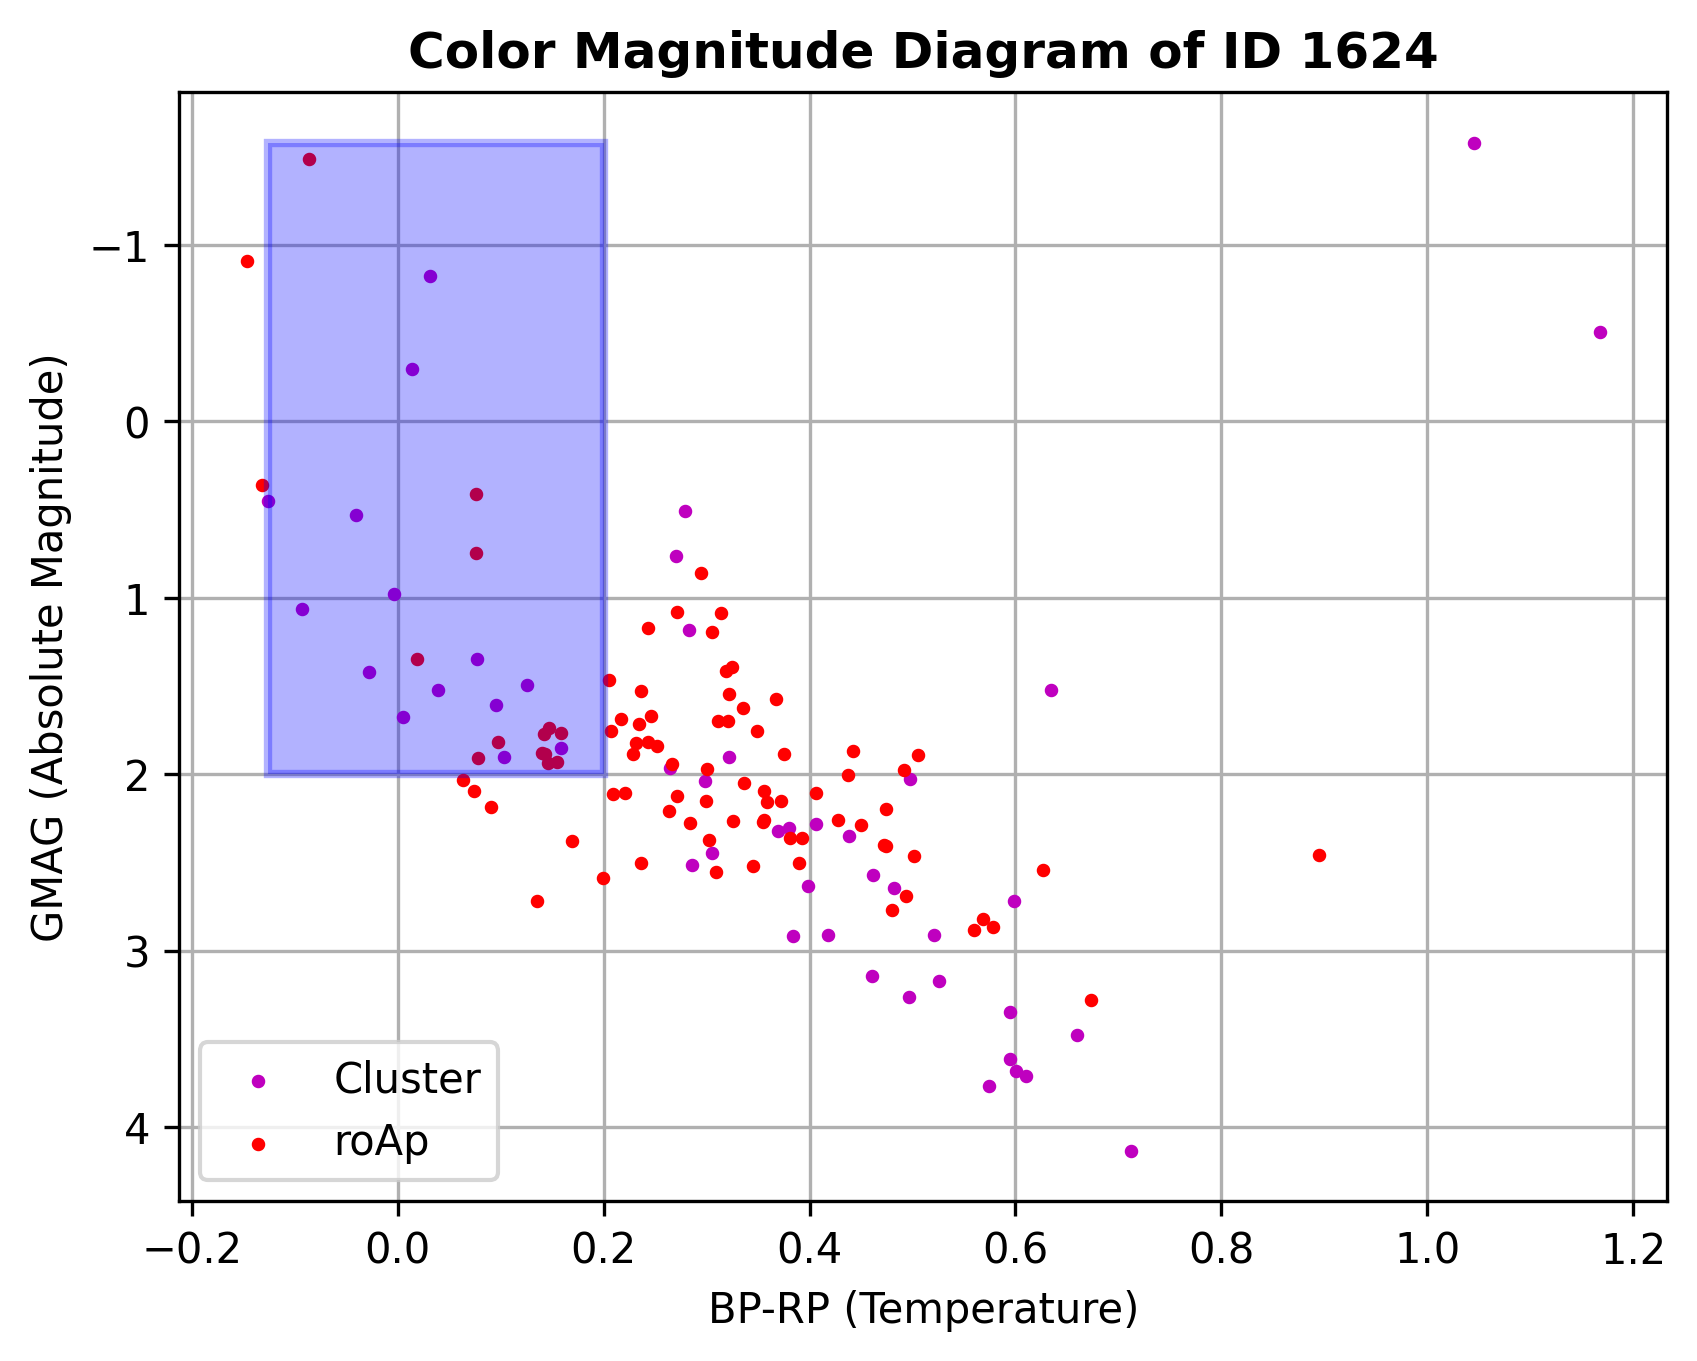 Color Magnitude Diagram of ID 1624
GMAG (Absolute Magnitude)
−1
0
1
2
3
4
Cluster
roAp
−0.2 0.0 0.2 0.4 0.6 0.8 1.0 1.2
BP-RP (Temperature)